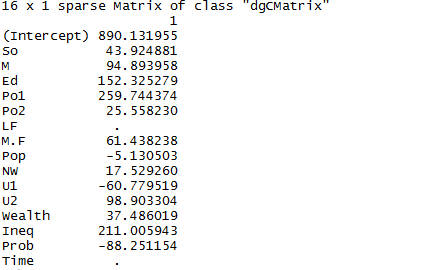 16 x 1 sparse Matrix of class "dgCMatrix"
1
(Intercept) 890.131955
So 43.924881
M 94.893958
Ed 152.325279
Po1 259.744374
Po2 25.558230
LF .
M.F 61.438238
Pop -5.130503
NW 17.529260
U1 -60.779519
U2 98.903304
Wealth 37.486019
Ineq 211.005943
Prob -88.251154
Time .